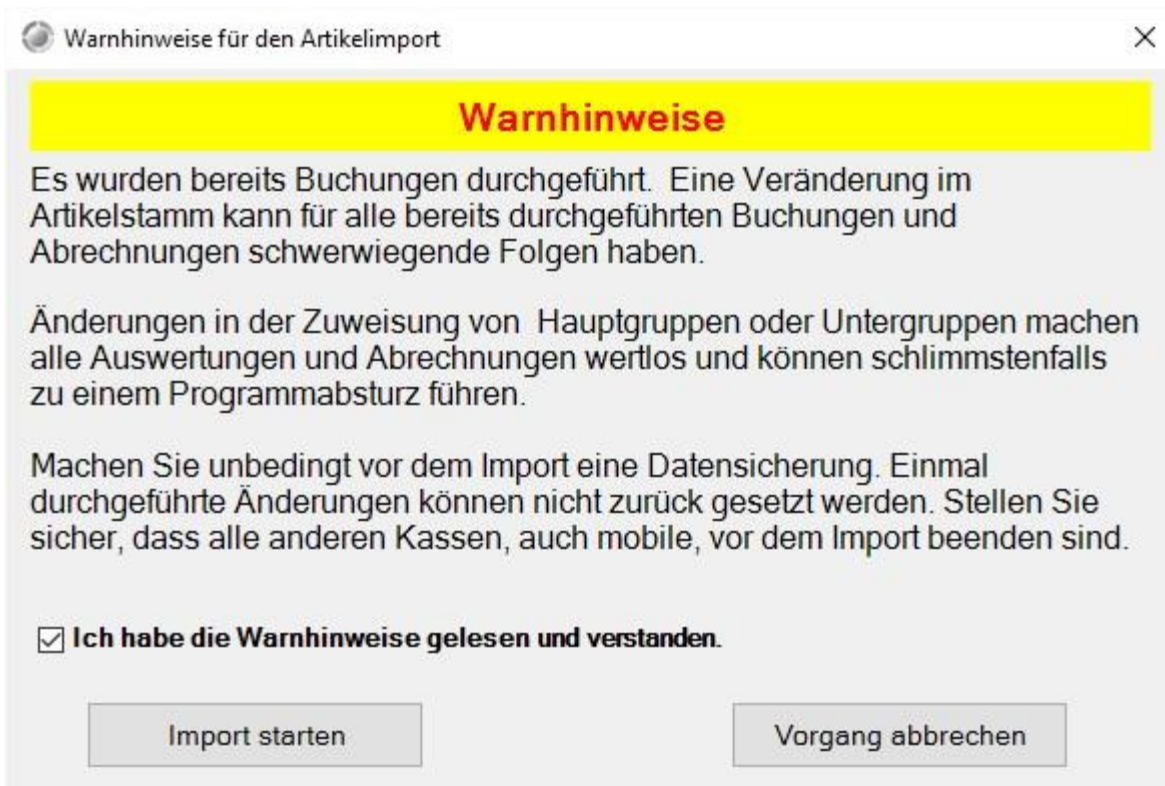 Warnhinweise für den Artikelimport
Warnhinweise
Es wurden bereits Buchungen durchgeführt.  Eine Veränderung im
Artikelstamm kann für alle bereits durchgeführten Buchungen und
Abrechnungen schwerwiegende Folgen haben.
Änderungen in der Zuweisung von  Hauptgruppen oder Untergruppen machen
alle Auswertungen und Abrechnungen wertlos und können schlimmstenfalls
zu einem Programmabsturz führen.
Machen Sie unbedingt vor dem Import eine Datensicherung. Einmal
durchgeführte Änderungen können nicht zurück gesetzt werden. Stellen Sie
sicher, dass alle anderen Kassen, auch mobile, vor dem Import beenden sind.
Ich habe die Warnhinweise gelesen und verstanden.
Import starten
Vorgang abbrechen